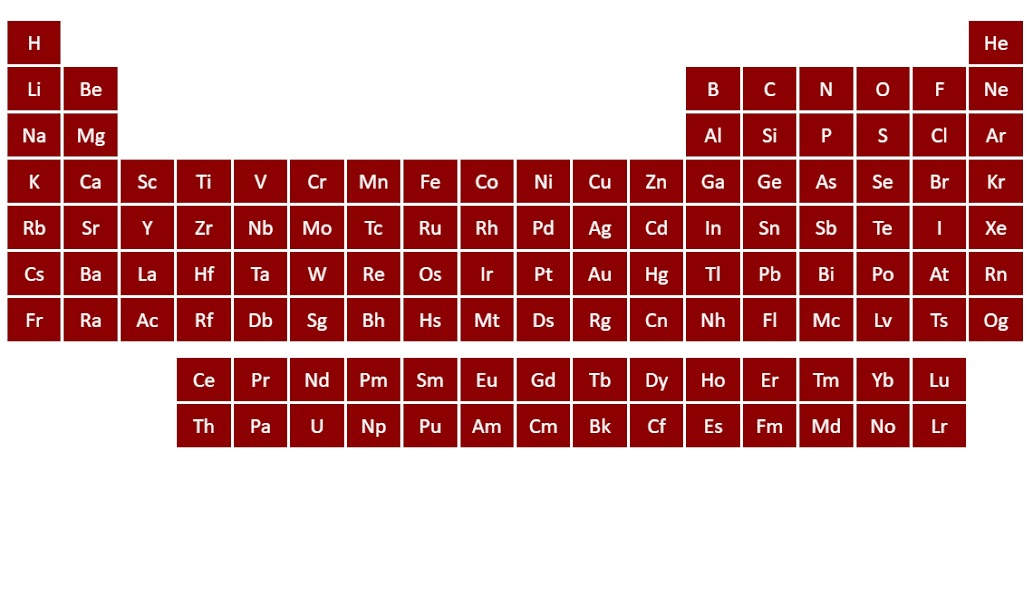 H He
Li Be B C N O F Ne
Na Mg Al Si P S Cl Ar
K Ca Sc Ti V Cr Mn Fe Co Ni Cu Zn Ga Ge As Se Br Kr
Rb Sr Y Zr Nb Mo Tc Ru Rh Pd Ag Cd In Sn Sb Te I Xe
Cs Ba La Hf Ta W Re Os Ir Pt Au Hg Tl Pb Bi Po At Rn
Fr Ra Ac Rf Db Sg Bh Hs Mt Ds Rg Cn Nh Fl Mc Lv Ts Og
Ce Pr Nd Pm Sm Eu Gd Tb Dy Ho Er Tm Yb Lu
Th Pa U Np Pu Am Cm Bk Cf Es Fm Md No Lr